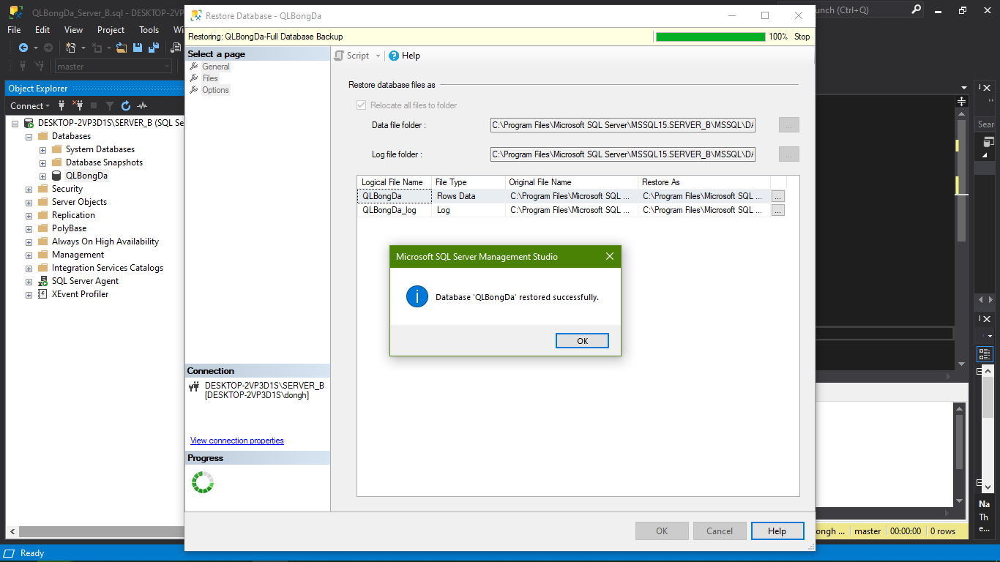 QLBongDa_Server_B.sql - DESKTOP-2VP
unch (Ctrl+Q)
File Edit View Project Tools Wi
master
Object Explorer
Connect
DESKTOP-2VP3D1S\SERVER_B (SQL Se
Databases
System Databases
Database Snapshots
QLBongDa
Security
Server Objects
Replication
PolyBase
Always On High Availability
Management
Integration Services Catalogs
SQL Server Agent
XEvent Profiler
Restore Database - QLBongDa
Restoring: QLBongDa-Full Database Backup
100% Stop
Select a page
General
Files
Options
Script Help
Restore database files as
Relocate all files to folder
Data file folder : C:\Program Files\Microsoft SQL Server\MSSQL15.SERVER_B\MSSQL\DA ...
Log file folder : C:\Program Files\Microsoft SQL Server\MSSQL15.SERVER_B\MSSQL\DA ...
Logical File Name File Type Original File Name Restore As
QLBongDa Rows Data C:\Program Files\Microsoft SQL ... C:\Program Files\Microsoft SQL ... ...
QLBongDa_log Log C:\Program Files\Microsoft SQL ... C:\Program Files\Microsoft SQL ... ...
Microsoft SQL Server Management Studio
Database 'QLBongDa' restored successfully.
OK
Connection
DESKTOP-2VP3D1S\SERVER_B
[DESKTOP-2VP3D1S\dongh]
View connection properties
Progress
OK Cancel Help
Sear
Na
Th
e...
ongh ... master 00:00:00 0 rows
Ready